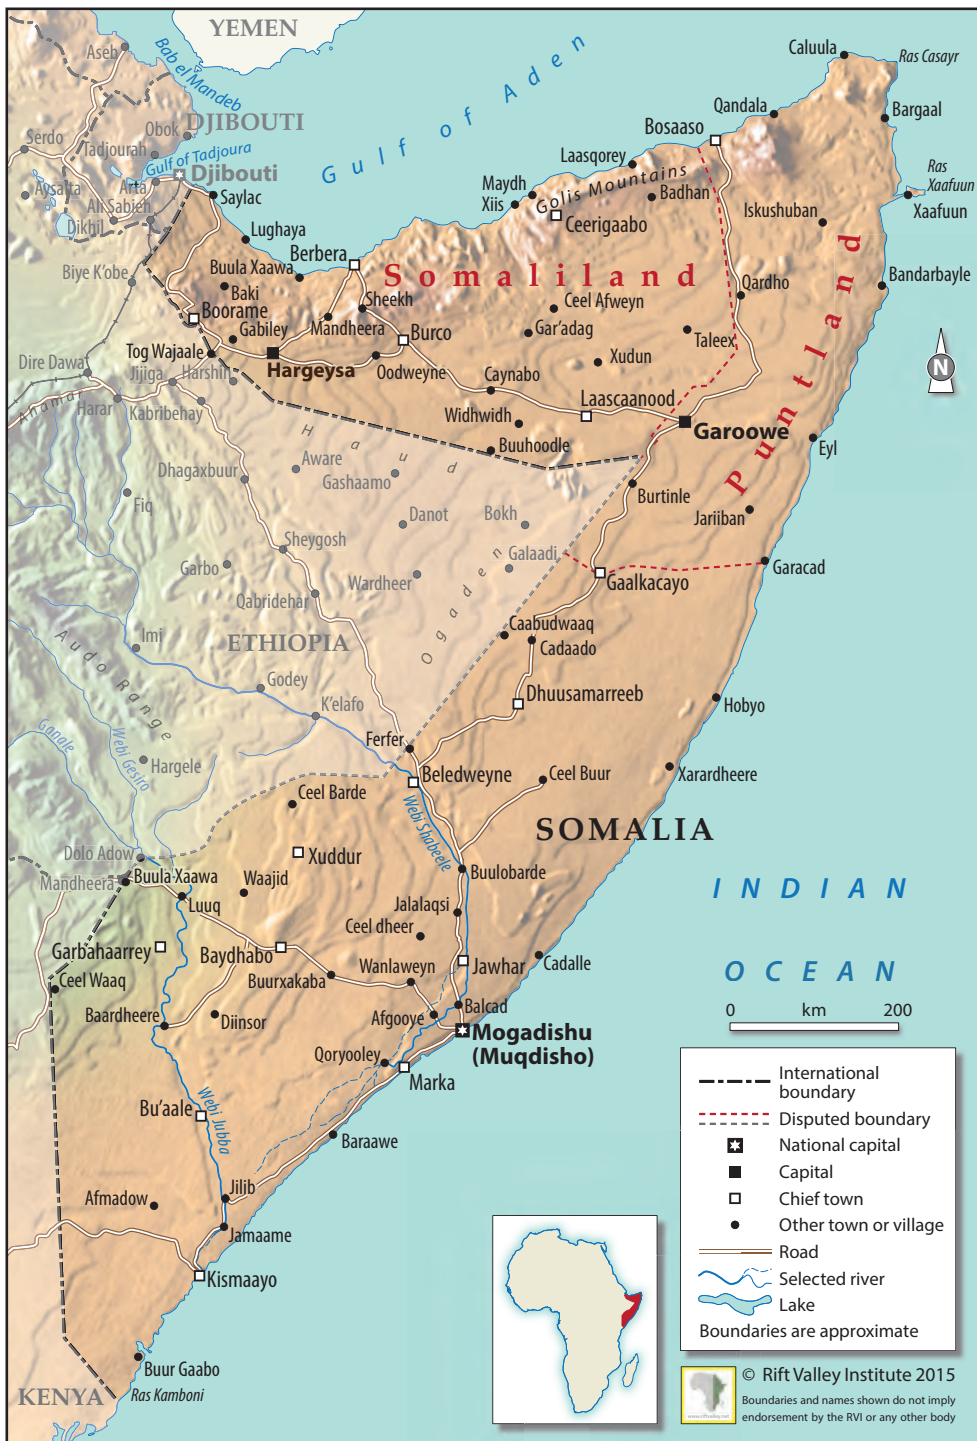 YEMEN
Aseb
Bab el Mandeb
Gulf of Aden
Caluula
Ras Casayr
Serdo
Obok
DJIBOUTI
Tadjourah
Gulf of Tadjoura
Qandala
Bargaal
Bosaaso
Laasqorey
Aysaita
Arta
Djibouti
Ali Sabieh
Dikhil
Saylac
Maydh
Xiis
Golis Mountains
Badhan
Ras
Xaafuun
Xaafuun
Lughaya
Ceerigaabo
Iskushuban
Berbera
Biye K'obe
Buula Xaawa
Somaliland
Puntland
Bandarbayle
Baki
Sheekh
Ceel Afweyn
Qardho
Boorame
Gabiley
Mandheera
Burco
Gar'adag
Taleex
Tog Wajaale
Dire Dawa
Jijiga
Harshin
Hargeysa
Oodweyne
Xudun
N
Ahamar
Harar
Kabribehay
Caynabo
Laascaanood
Widhwidh
Garoowe
Haud
Buuhoodle
Eyl
Dhagaxbuur
Aware
Gashaamo
Burtinle
Fiq
Danot
Bokh
Jariiban
Sheygosh
Galaadi
Garbo
Wardheer
Ogaden
Garacad
Qabridehar
Gaalkacayo
ETHIOPIA
Imi
Caabudwaaq
Cadaado
Audo Range
Godey
K'elafo
Dhuusamarreeb
Hobyo
Ganale
Webi Gesiro
Hargele
Ferfer
Beledweyne
Ceel Buur
Xarardheere
Ceel Barde
Webi Shabeele
SOMALIA
Dolo Adow
Xuddur
Mandheera
Buula Xaawa
Waajid
Buulobarde
Luuq
INDIAN
OCEAN
Jalalaqsi
Ceel dheer
Garbahaarrey
Baydhabo
Buurxakaba
Wanlaweyn
Jawhar
Cadalle
Ceel Waaq
Baardheere
Diinsor
Afgooye
Balcad
0 km 200
Mogadishu
(Muqdisho)
Qoryooley
Marka
Bu'aale
Webi Jubba
Baraawe
Afmadow
Jilib
Jamaame
Kismaayo
Buur Gaabo
KENYA
Ras Kamboni
International
boundary
Disputed boundary
National capital
Capital
Chief town
Other town or village
Road
Selected river
Lake
Boundaries are approximate
© Rift Valley Institute 2015
Boundaries and names shown do not imply
endorsement by the RVI or any other body
www.riftvalley.net